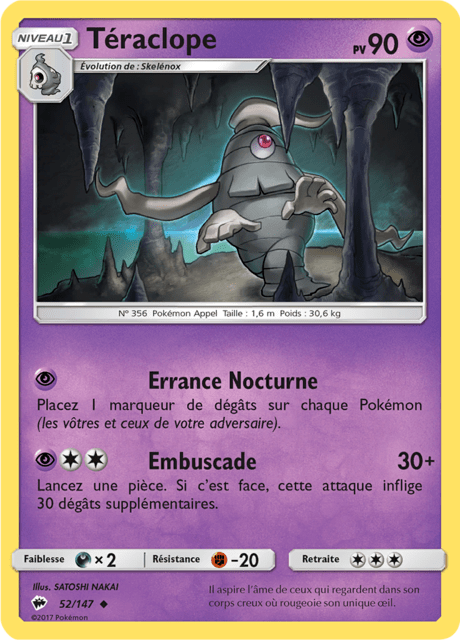 NIVEAU 1
Téraclope
PV 90
Évolution de : Skelénox
N° 356 Pokémon Appel Taille : 1,6 m Poids : 30,6 kg
Errance Nocturne
Placez 1 marqueur de dégâts sur chaque Pokémon
(les vôtres et ceux de votre adversaire).
Embuscade 30+
Lancez une pièce. Si c'est face, cette attaque inflige
30 dégâts supplémentaires.
Faiblesse ×2 Résistance -20 Retraite
Illus. SATOSHI NAKAI
52/147
©2017 Pokémon
Il aspire l'âme de ceux qui regardent dans son
corps creux où rougeoie son unique œil.